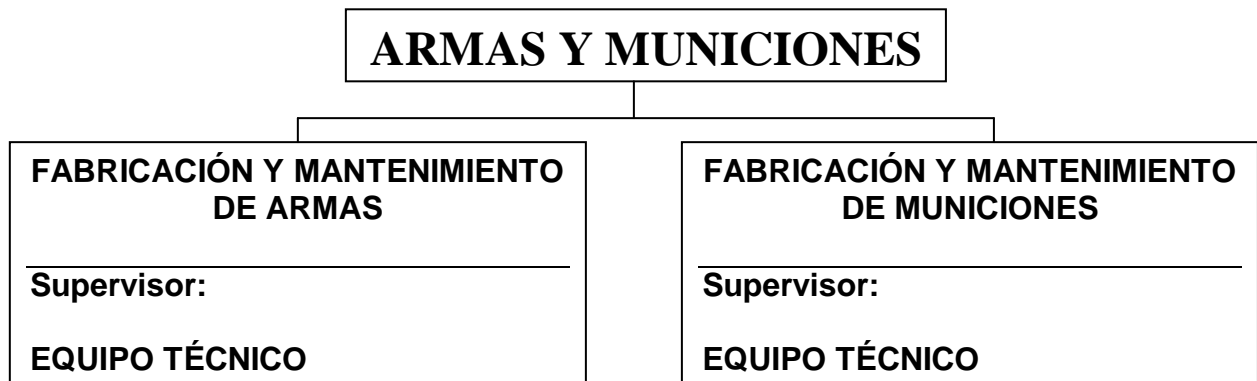 ARMAS Y MUNICIONES
FABRICACIÓN Y MANTENIMIENTO
DE ARMAS
Supervisor:
EQUIPO TÉCNICO
FABRICACIÓN Y MANTENIMIENTO
DE MUNICIONES
Supervisor:
EQUIPO TÉCNICO